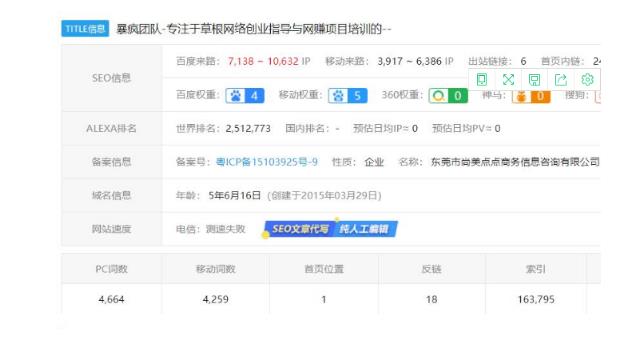 TITLE信息 暴疯团队-专注于草根网络创业指导与网赚项目培训的--
SEO信息
百度来路： 7,138 ~ 10,632 IP 移动来路： 3,917 ~ 6,386 IP 出站链接： 6 首页内链： 24
百度权重： 4 移动权重： 5 360权重： 0 神马： 0 搜狗：
ALEXA排名 世界排名：2,512,773 国内排名：- 预估日均IP≈ 0 预估日均PV≈ 0
备案信息 备案号：粤ICP备15103925号-9 性质： 企业 名称：东莞市尚美点点商务信息咨询有限公司
域名信息 年龄： 5年6月16日 (创建于2015年03月29日)
网站速度 电信：测速失败 SEO文章代写 纯人工编辑
PC词数 移动词数 首页位置 反链 索引
4,664 4,259 1 18 163,795